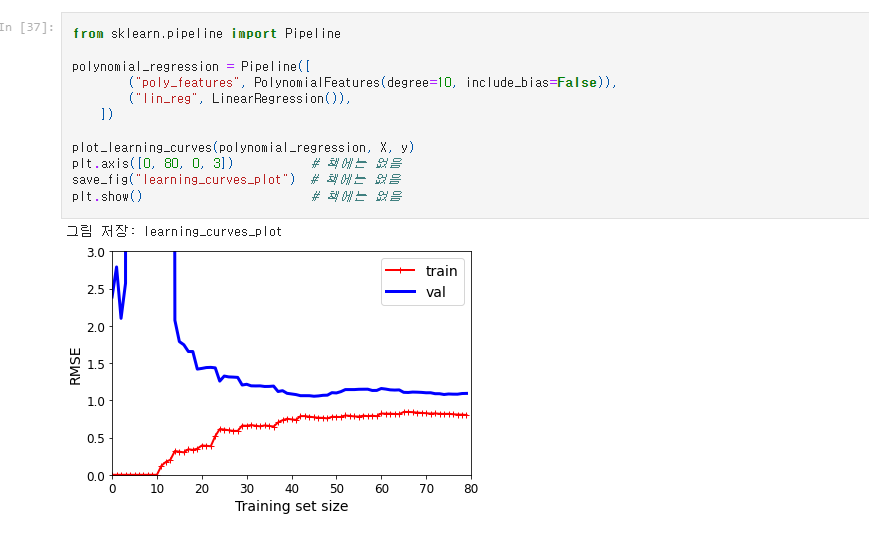 In [37]:
from sklearn.pipeline import Pipeline
polynomial_regression = Pipeline([
("poly_features", PolynomialFeatures(degree=10, include_bias=False)),
("lin_reg", LinearRegression()),
])
plot_learning_curves(polynomial_regression, X, y)
plt.axis([0, 80, 0, 3]) # 책에는 없음
save_fig("learning_curves_plot") # 책에는 없음
plt.show() # 책에는 없음
그림 저장: learning_curves_plot
3.0
2.5
2.0
1.5
1.0
0.5
0.0
RMSE
train
val
0 10 20 30 40 50 60 70 80
Training set size